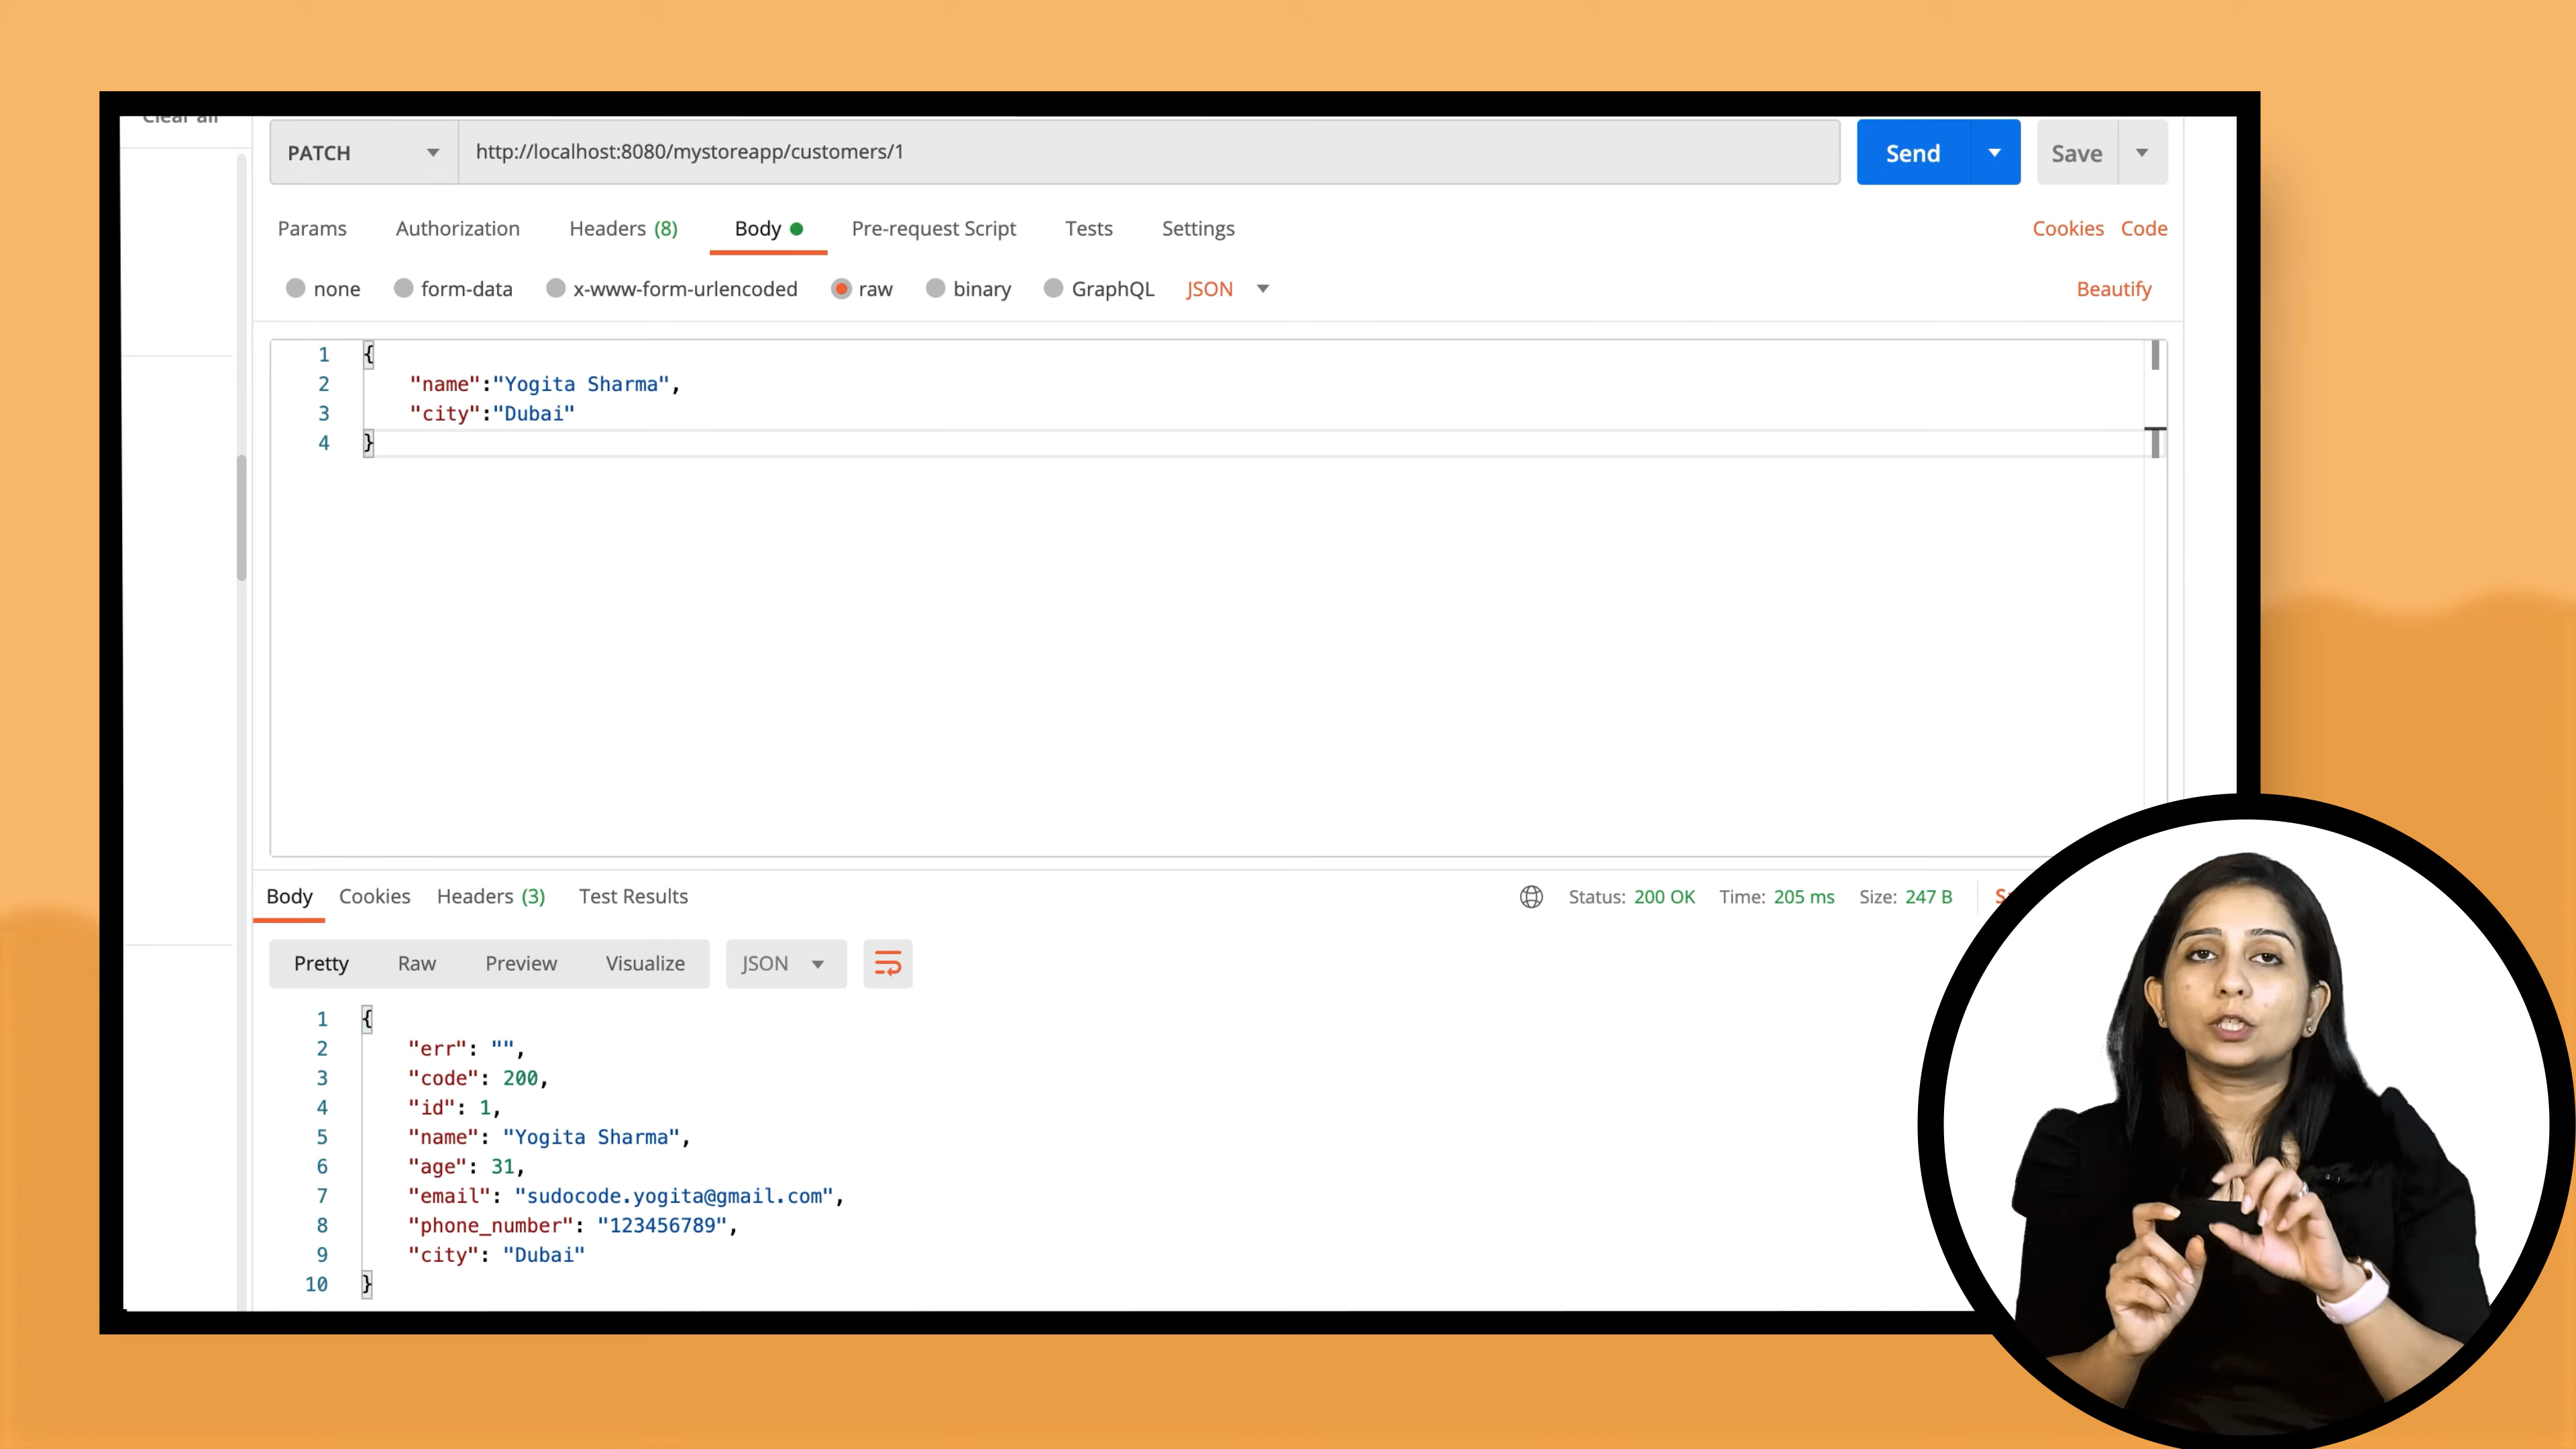 Clear all
PATCH http://localhost:8080/mystoreapp/customers/1 Send Save
Params Authorization Headers (8) Body Pre-request Script Tests Settings Cookies Code
none form-data x-www-form-urlencoded raw binary GraphQL JSON Beautify
1 {
2 "name":"Yogita Sharma",
3 "city":"Dubai"
4 }
Body Cookies Headers (3) Test Results Status: 200 OK Time: 205 ms Size: 247 B
Pretty Raw Preview Visualize JSON
1 {
2 "err": "",
3 "code": 200,
4 "id": 1,
5 "name": "Yogita Sharma",
6 "age": 31,
7 "email": "sudocode.yogita@gmail.com",
8 "phone_number": "123456789",
9 "city": "Dubai"
10 }